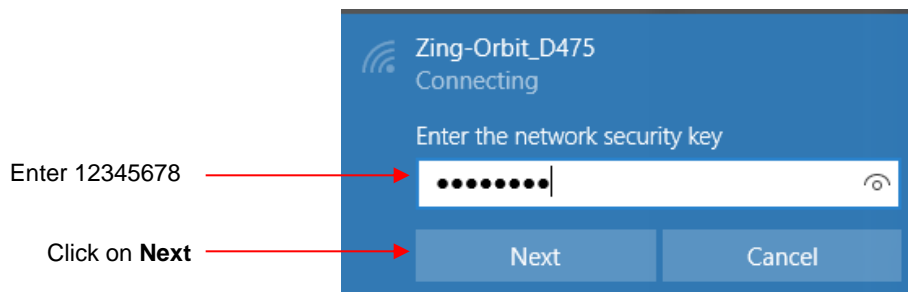 Zing-Orbit_D475
Connecting
Enter the network security key
Enter 12345678
••••••••
Click on Next
Next Cancel